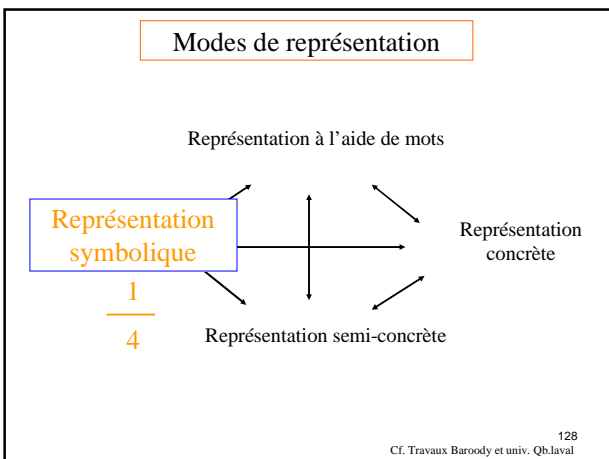 Modes de représentation
Représentation à l'aide de mots
Représentation
symbolique
Représentation
concrète
1
4
Représentation semi-concrète
128
Cf. Travaux Baroody et univ. Qb.laval